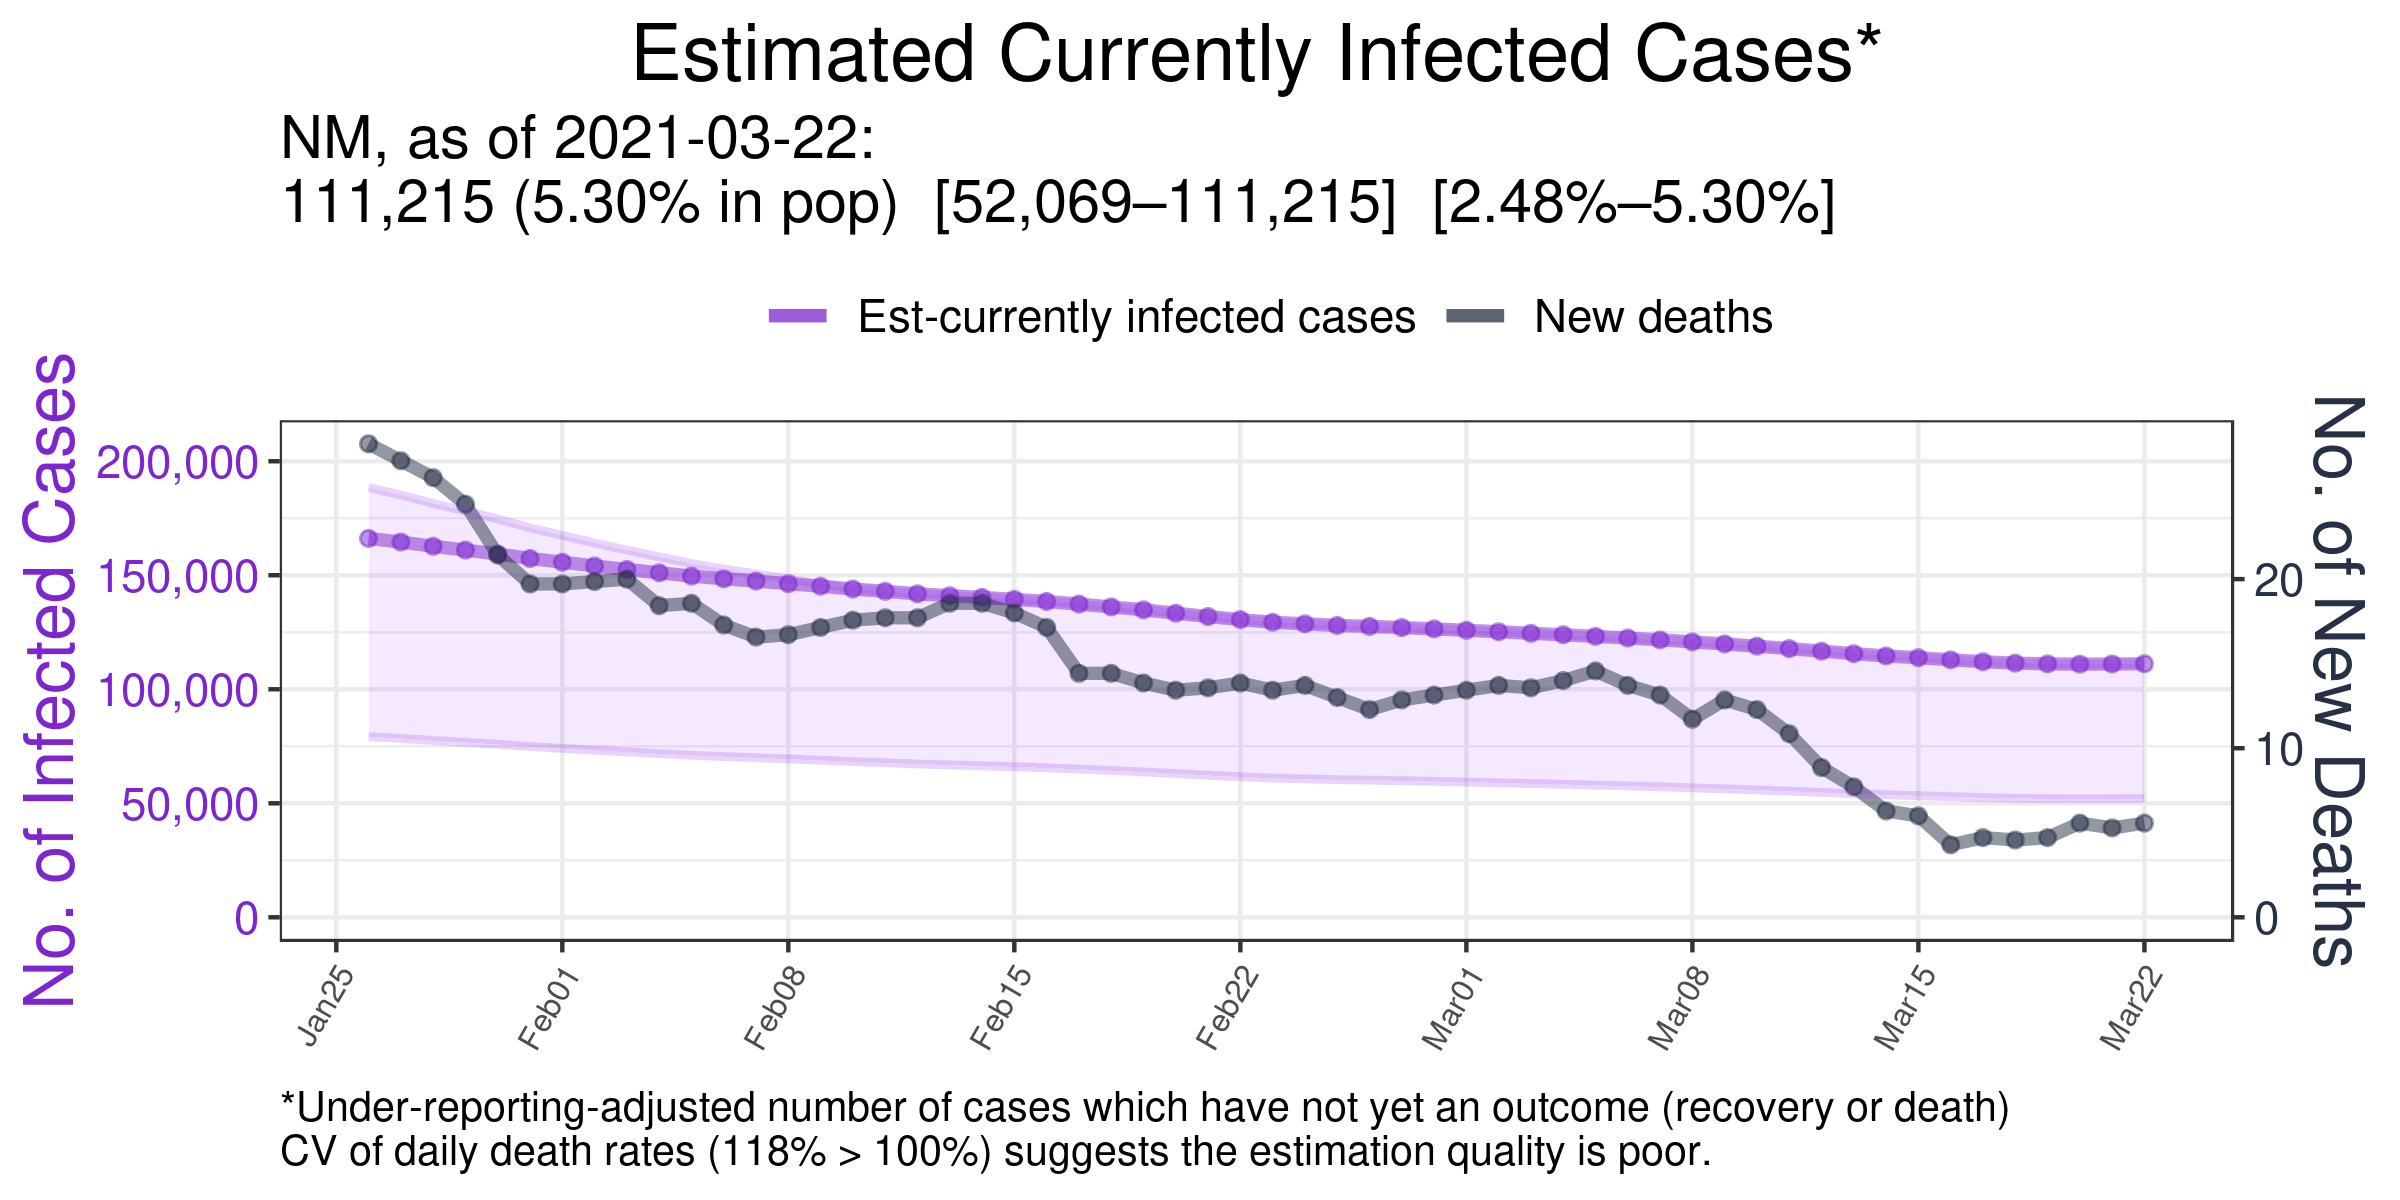 Estimated Currently Infected Cases*
NM, as of 2021-03-22:
111,215 (5.30% in pop)  [52,069–111,215]  [2.48%–5.30%]
Est-currently infected cases
New deaths
No. of Infected Cases
200,000
150,000
100,000
50,000
0
20
10
0
No. of New Deaths
Jan25
Feb01
Feb08
Feb15
Feb22
Mar01
Mar08
Mar15
Mar22
*Under-reporting-adjusted number of cases which have not yet an outcome (recovery or death)
CV of daily death rates (118% > 100%) suggests the estimation quality is poor.